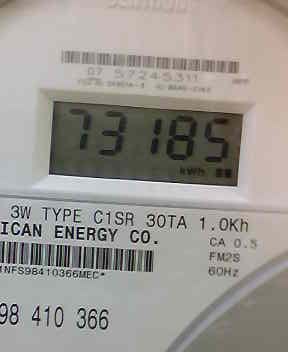 07 57245311
73185
kWh
3W TYPE C1SR 30TA 1.0Kh
ICAN ENERGY CO.
CA 0.5
FM2S
60Hz
1NFS98410366MEC*
98 410 366